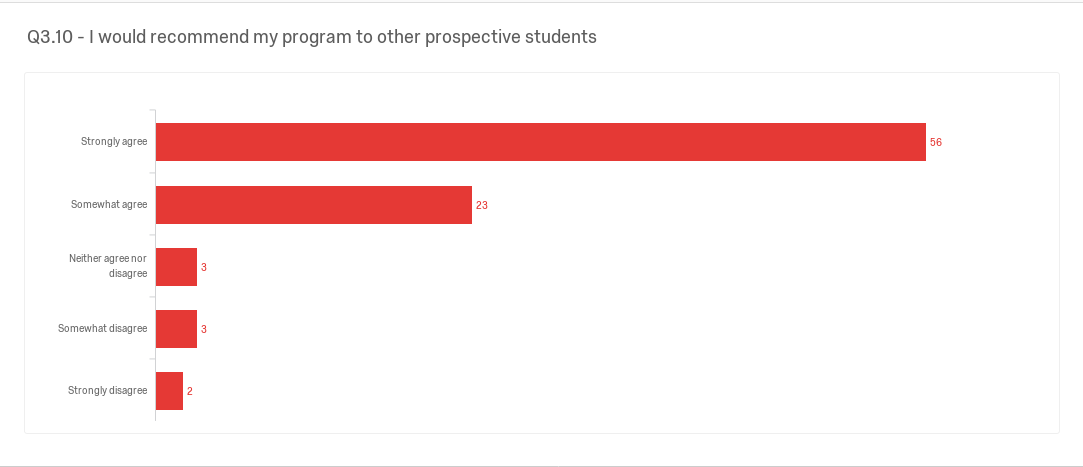 Q3.10 - I would recommend my program to other prospective students
Strongly agree
56
Somewhat agree
23
Neither agree nor
disagree
3
Somewhat disagree
3
Strongly disagree
2